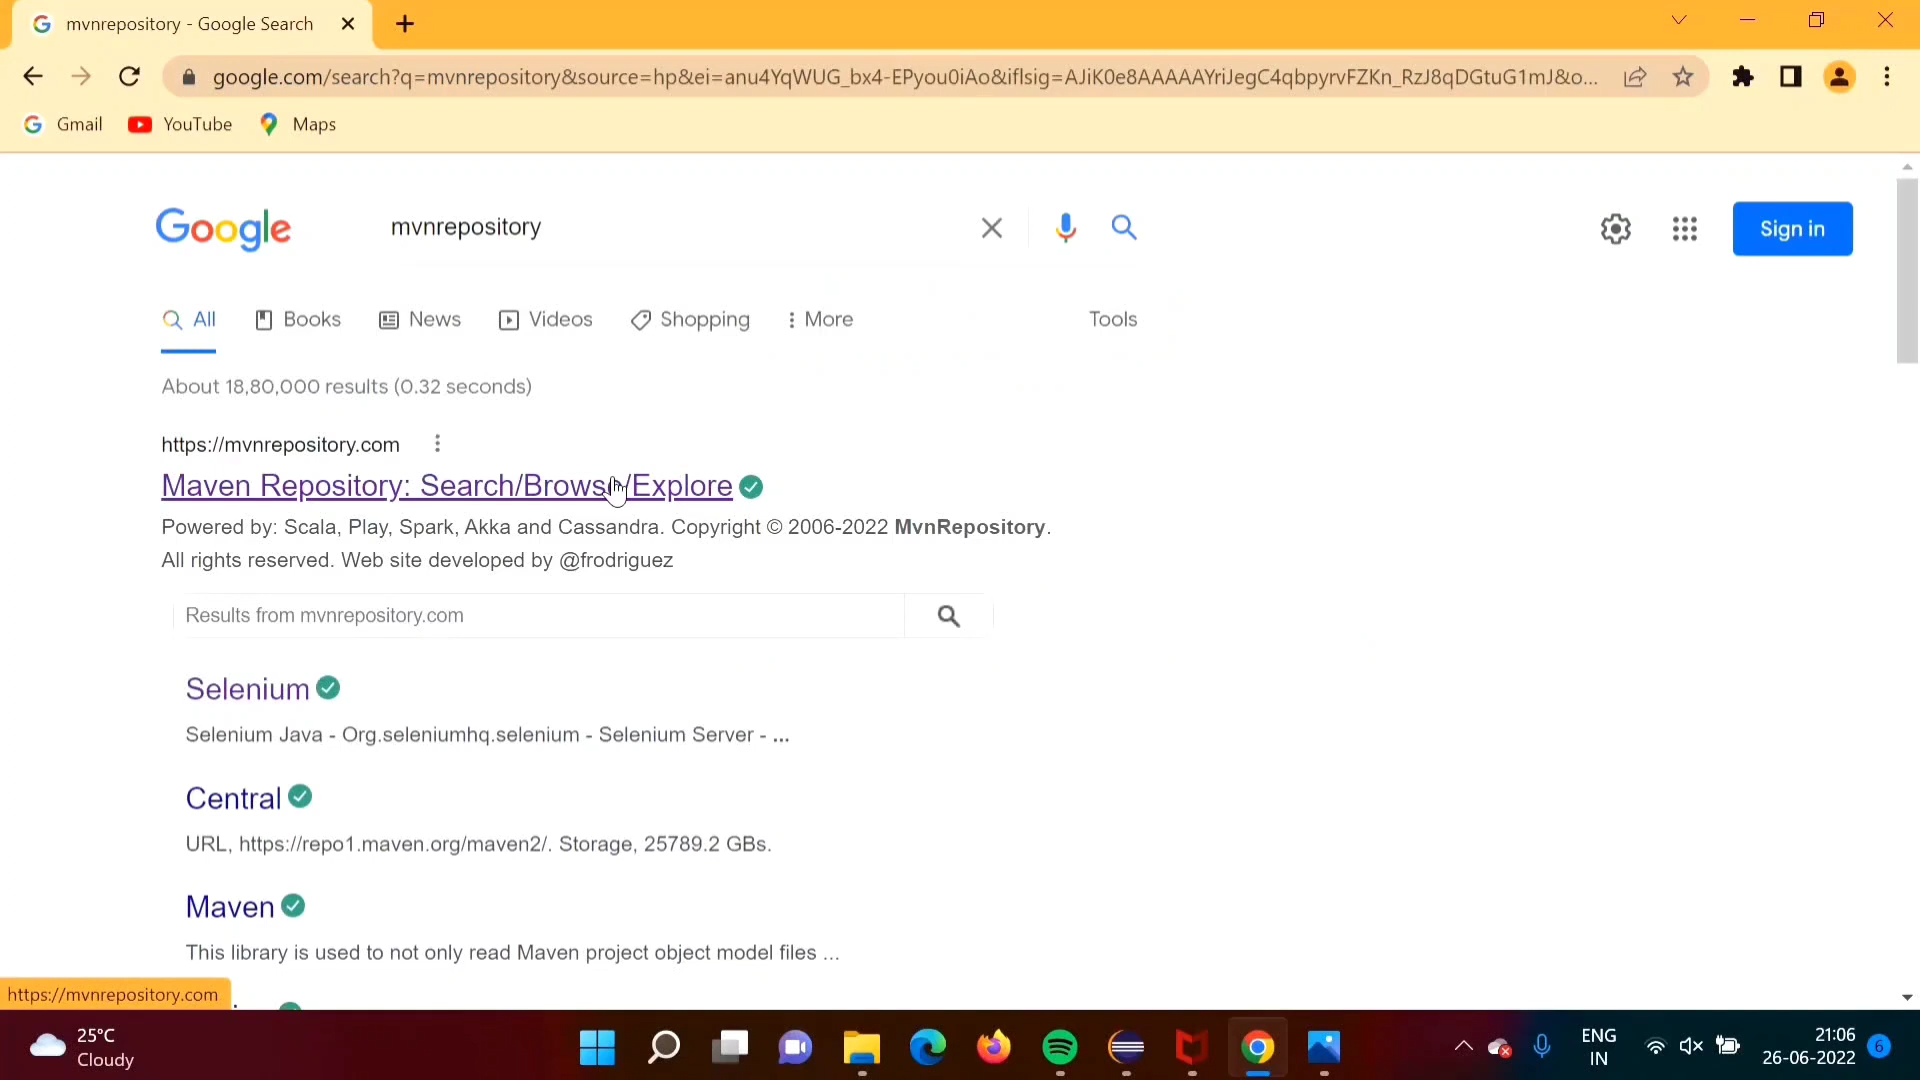 mvnrepository - Google Search
google.com/search?q=mvnrepository&source=hp&ei=anu4YqWUG_bx4-EPyou0iAo&iflsig=AJiK0e8AAAAAYriJegC4qbpyrvFZKn_RzJ8qDGtuG1mJ&o...
Gmail YouTube Maps
Google mvnrepository Sign in
All Books News Videos Shopping More Tools
About 18,80,000 results (0.32 seconds)
https://mvnrepository.com
Maven Repository: Search/Browse/Explore
Powered by: Scala, Play, Spark, Akka and Cassandra. Copyright © 2006-2022 MvnRepository.
All rights reserved. Web site developed by @frodriguez
Results from mvnrepository.com
Selenium
Selenium Java - Org.seleniumhq.selenium - Selenium Server - ...
Central
URL, https://repo1.maven.org/maven2/. Storage, 25789.2 GBs.
Maven
This library is used to not only read Maven project object model files ...
https://mvnrepository.com
25°C
Cloudy
ENG
IN
21:06
26-06-2022
6